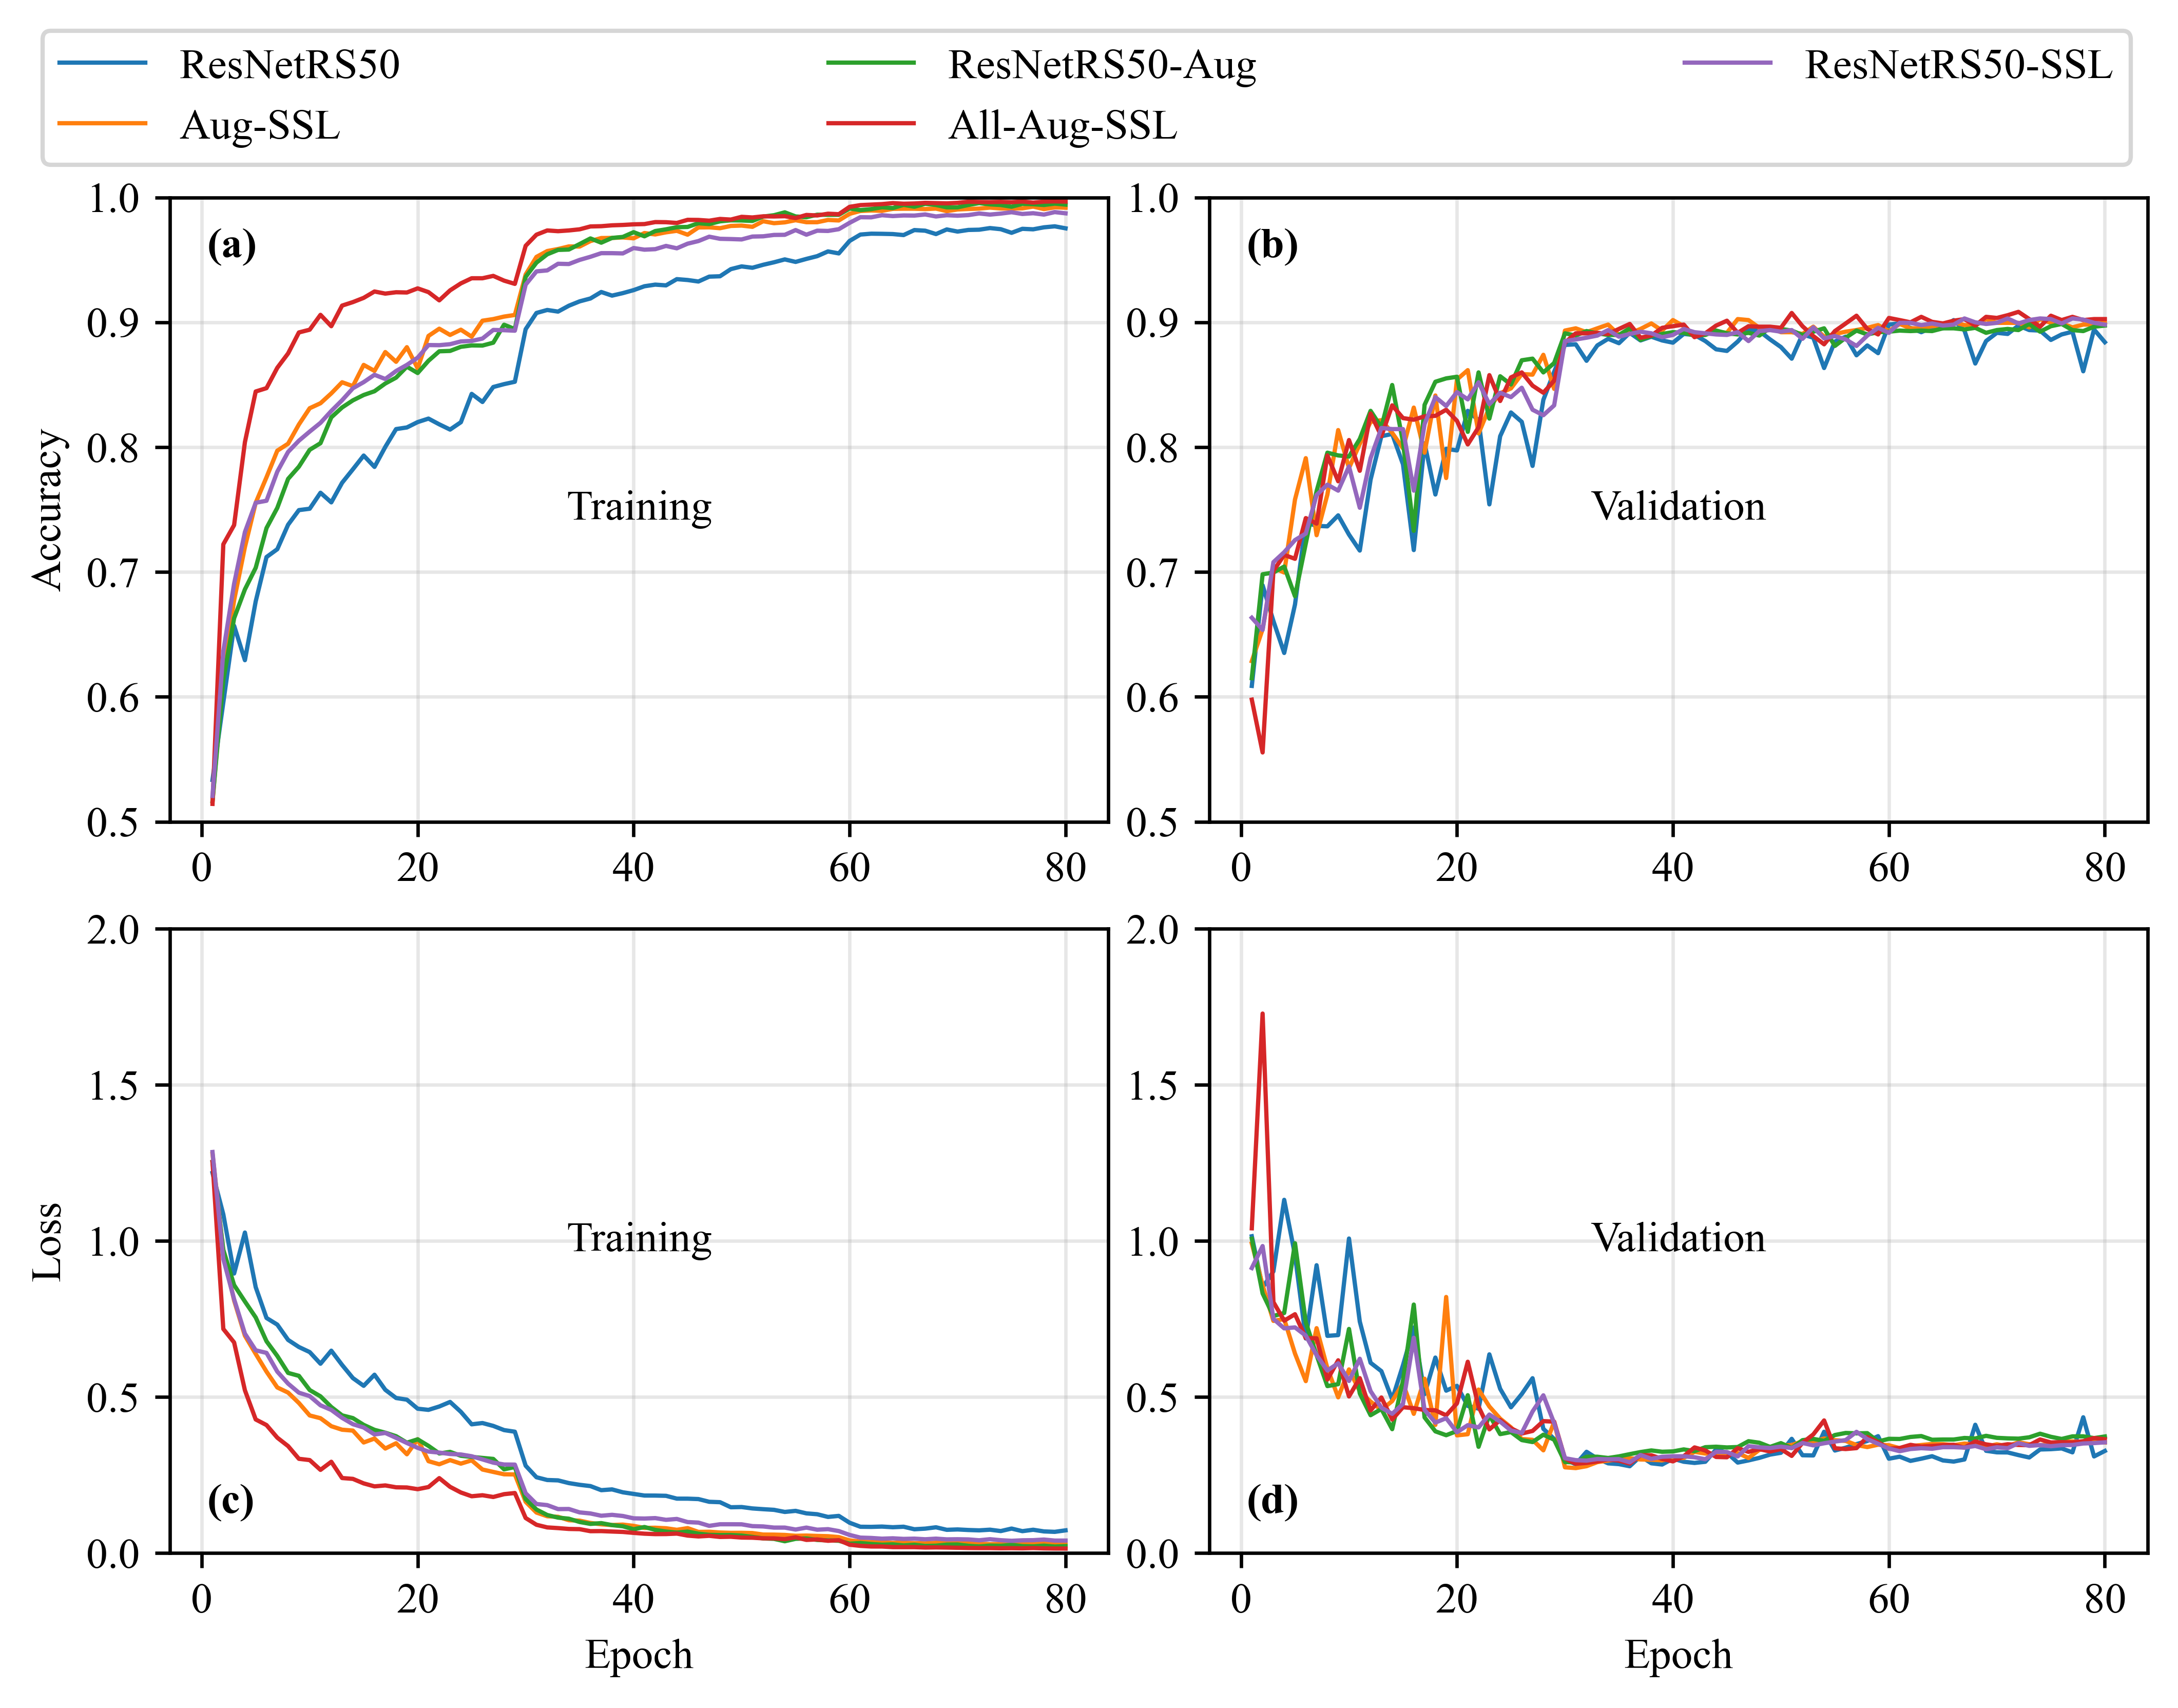 ResNetRS50
Aug-SSL
ResNetRS50-Aug
All-Aug-SSL
ResNetRS50-SSL
1.0
0.9
0.8
0.7
0.6
0.5
Accuracy
(a)
Training
0 20 40 60 80
1.0
0.9
0.8
0.7
0.6
0.5
(b)
Validation
0 20 40 60 80
2.0
1.5
1.0
0.5
0.0
Loss
Training
(c)
0 20 40 60 80
Epoch
2.0
1.5
1.0
0.5
0.0
Validation
(d)
0 20 40 60 80
Epoch